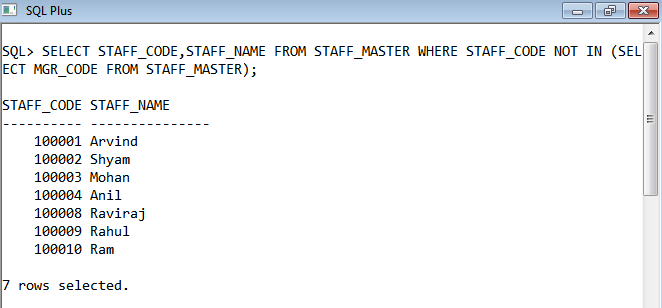 SQL Plus
SQL> SELECT STAFF_CODE,STAFF_NAME FROM STAFF_MASTER WHERE STAFF_CODE NOT IN (SEL
ECT MGR_CODE FROM STAFF_MASTER);
STAFF_CODE STAFF_NAME
---------- ---------------
100001 Arvind
100002 Shyam
100003 Mohan
100004 Anil
100008 Raviraj
100009 Rahul
100010 Ram
7 rows selected.